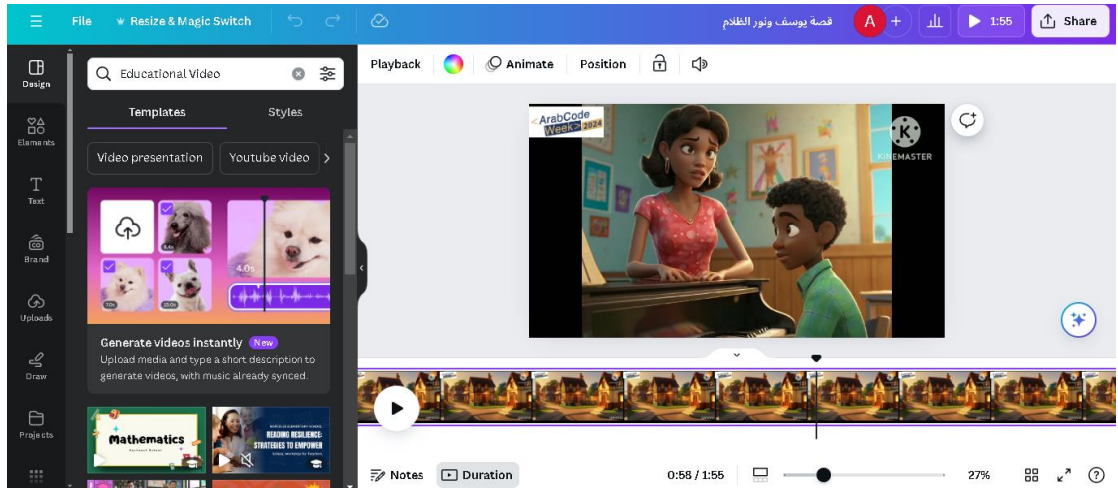 File
Resize & Magic Switch
قصة يوسف ونور الظلام
A
+
1:55
Share
Design
Elements
Text
Brand
Uploads
Draw
Projects
Educational Video
Templates
Styles
Video presentation
Youtube video
4.0s
Generate videos instantly New
Upload media and type a short description to
generate videos, with music already synced.
Mathematics
READING RESILIENCE:
STRATEGIES TO EMPOWER
Playback
Animate
Position
<ArabCode
Week> 2024
K
KINEMASTER
Notes
Duration
0:58 / 1:55
27%
?